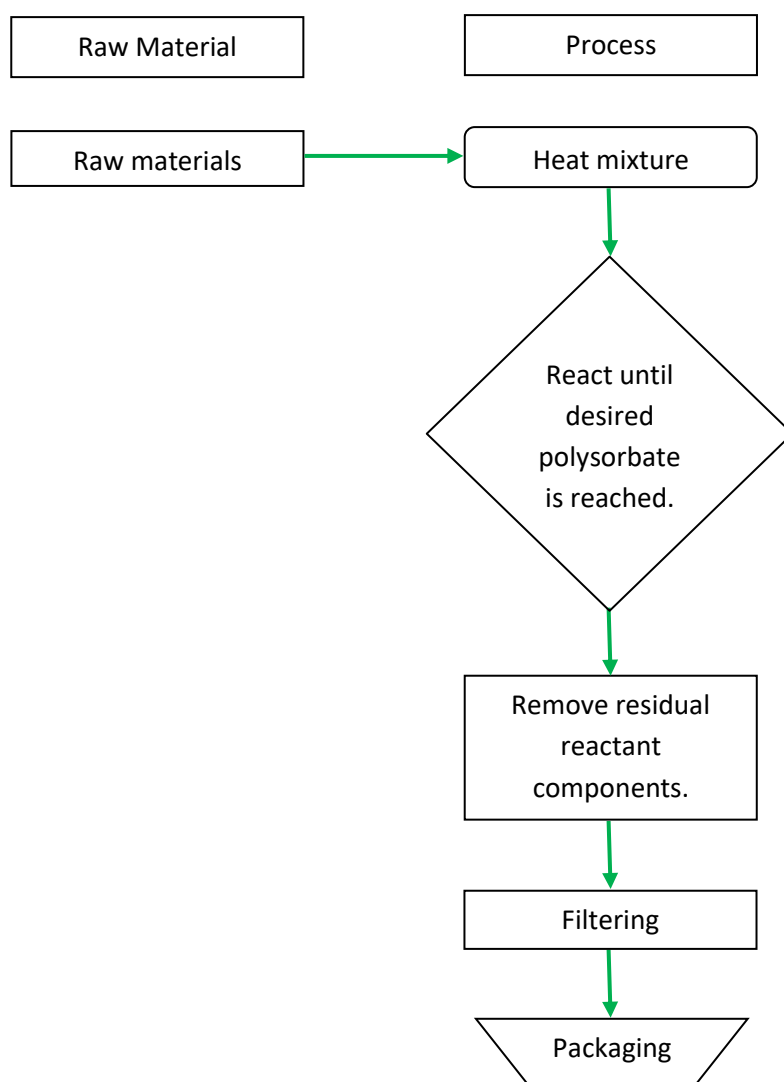 Raw Material
Process
Raw materials
Heat mixture
React until
desired
polysorbate
is reached.
Remove residual
reactant
components.
Filtering
Packaging